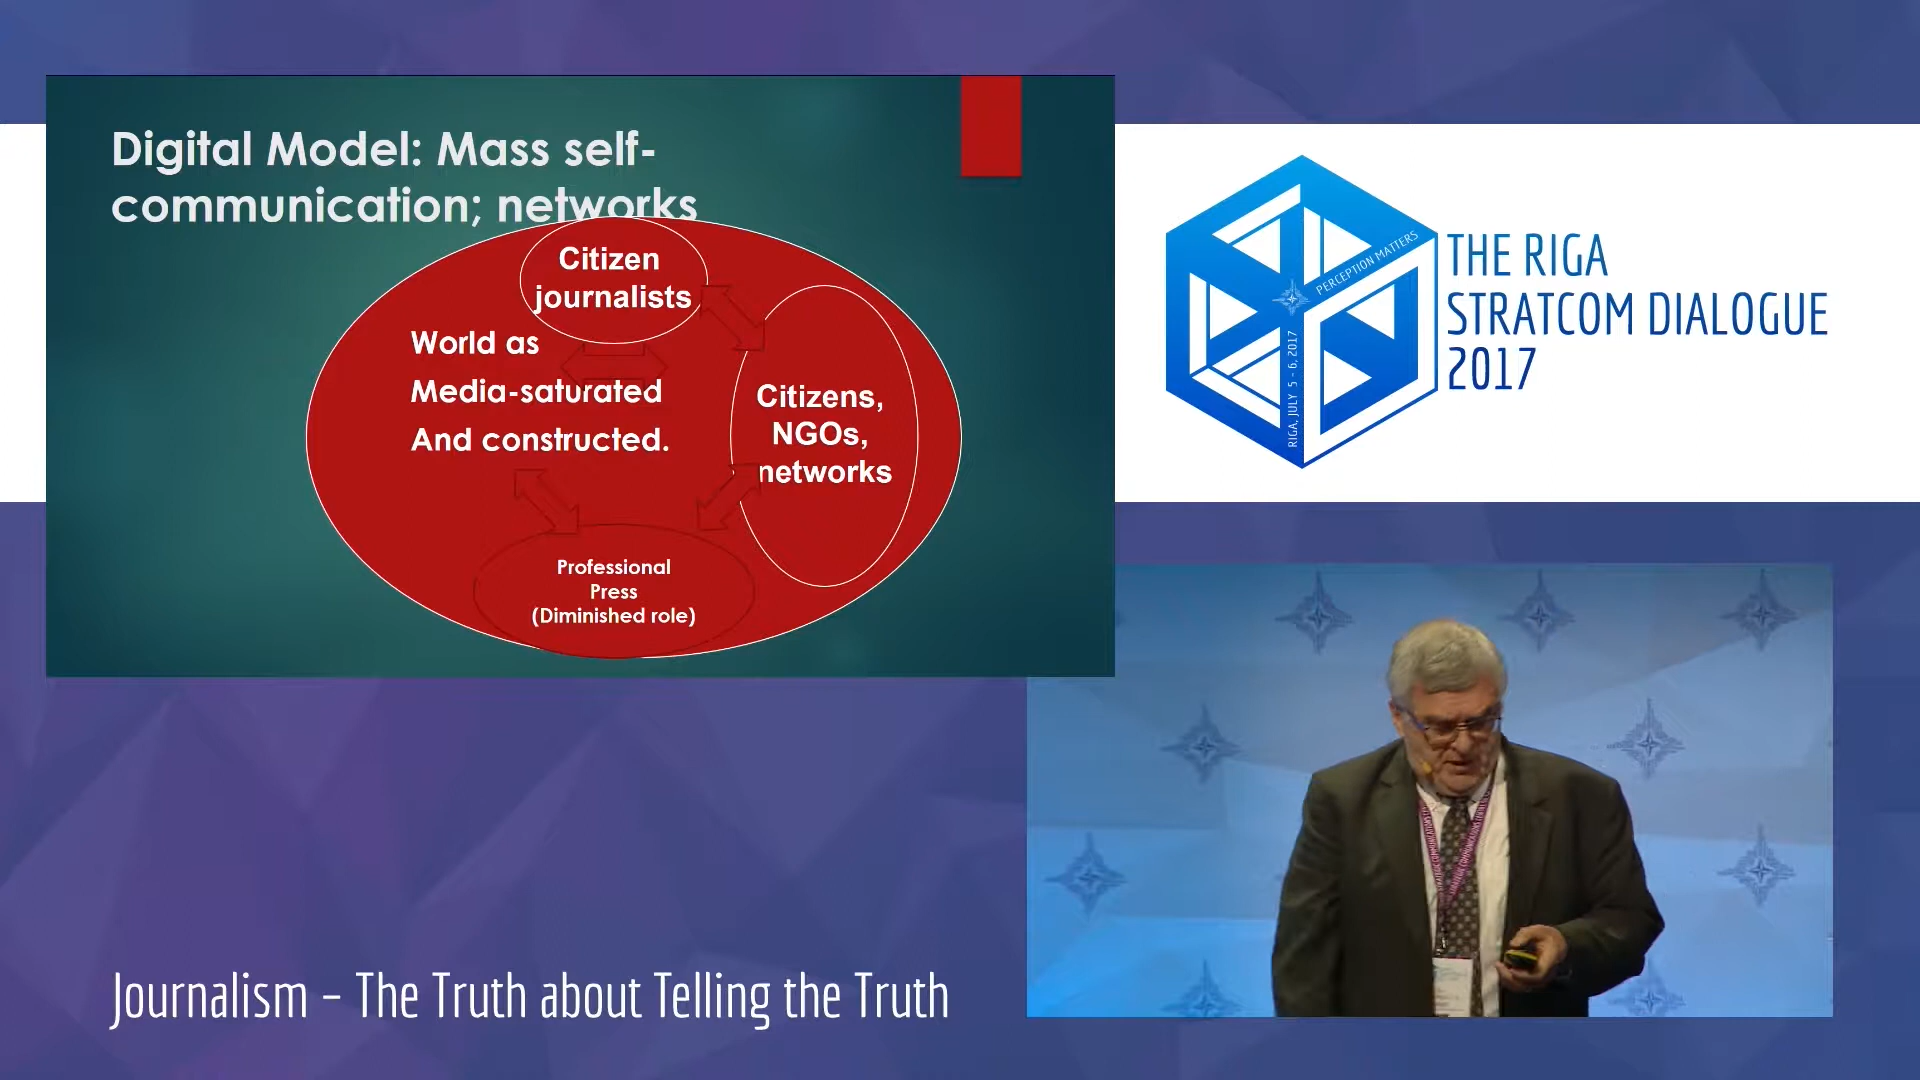 Digital Model: Mass self-
communication; networks
Citizen
journalists
World as
Media-saturated
And constructed.
Citizens,
NGOs,
networks
Professional
Press
(Diminished role)
PERCEPTION MATTERS
RIGA, JULY 5 - 6, 2017
THE RIGA
STRATCOM DIALOGUE
2017
Journalism – The Truth about Telling the Truth